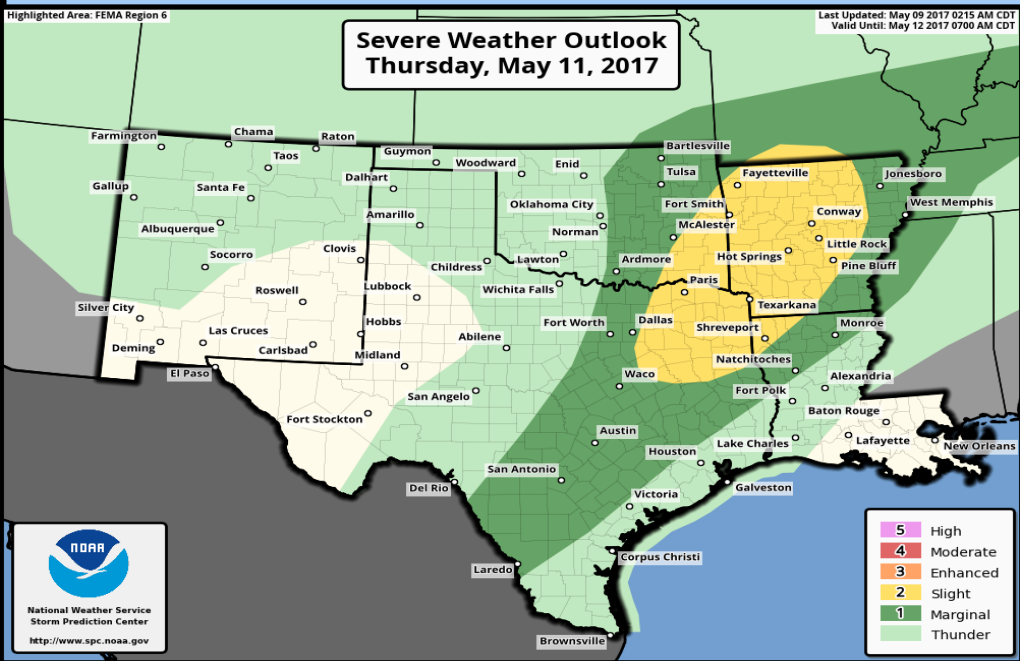 Highlighted Area: FEMA Region 6
Last Updated: May 09 2017 0215 AM CDT
Valid Until: May 12 2017 0700 AM CDT
Severe Weather Outlook
Thursday, May 11, 2017
Farmington
Chama
Raton
Taos
Gallup
Santa Fe
Albuquerque
Socorro
Clovis
Roswell
Silver City
Las Cruces
Deming
Carlsbad
Hobbs
El Paso
Guymon
Woodward
Enid
Bartlesville
Tulsa
Dalhart
Oklahoma City
Amarillo
Norman
McAlester
Childress
Lawton
Ardmore
Wichita Falls
Lubbock
Fayetteville
Jonesboro
Fort Smith
Conway
West Memphis
Little Rock
Hot Springs
Pine Bluff
Paris
Texarkana
Fort Worth
Dallas
Shreveport
Monroe
Abilene
Midland
Natchitoches
Waco
Fort Polk
Alexandria
San Angelo
Fort Stockton
Baton Rouge
Austin
Lake Charles
Lafayette
New Orleans
Houston
San Antonio
Del Rio
Galveston
Victoria
Corpus Christi
Laredo
Brownsville
NOAA
National Weather Service
Storm Prediction Center
http://www.spc.noaa.gov
5 High
4 Moderate
3 Enhanced
2 Slight
1 Marginal
Thunder